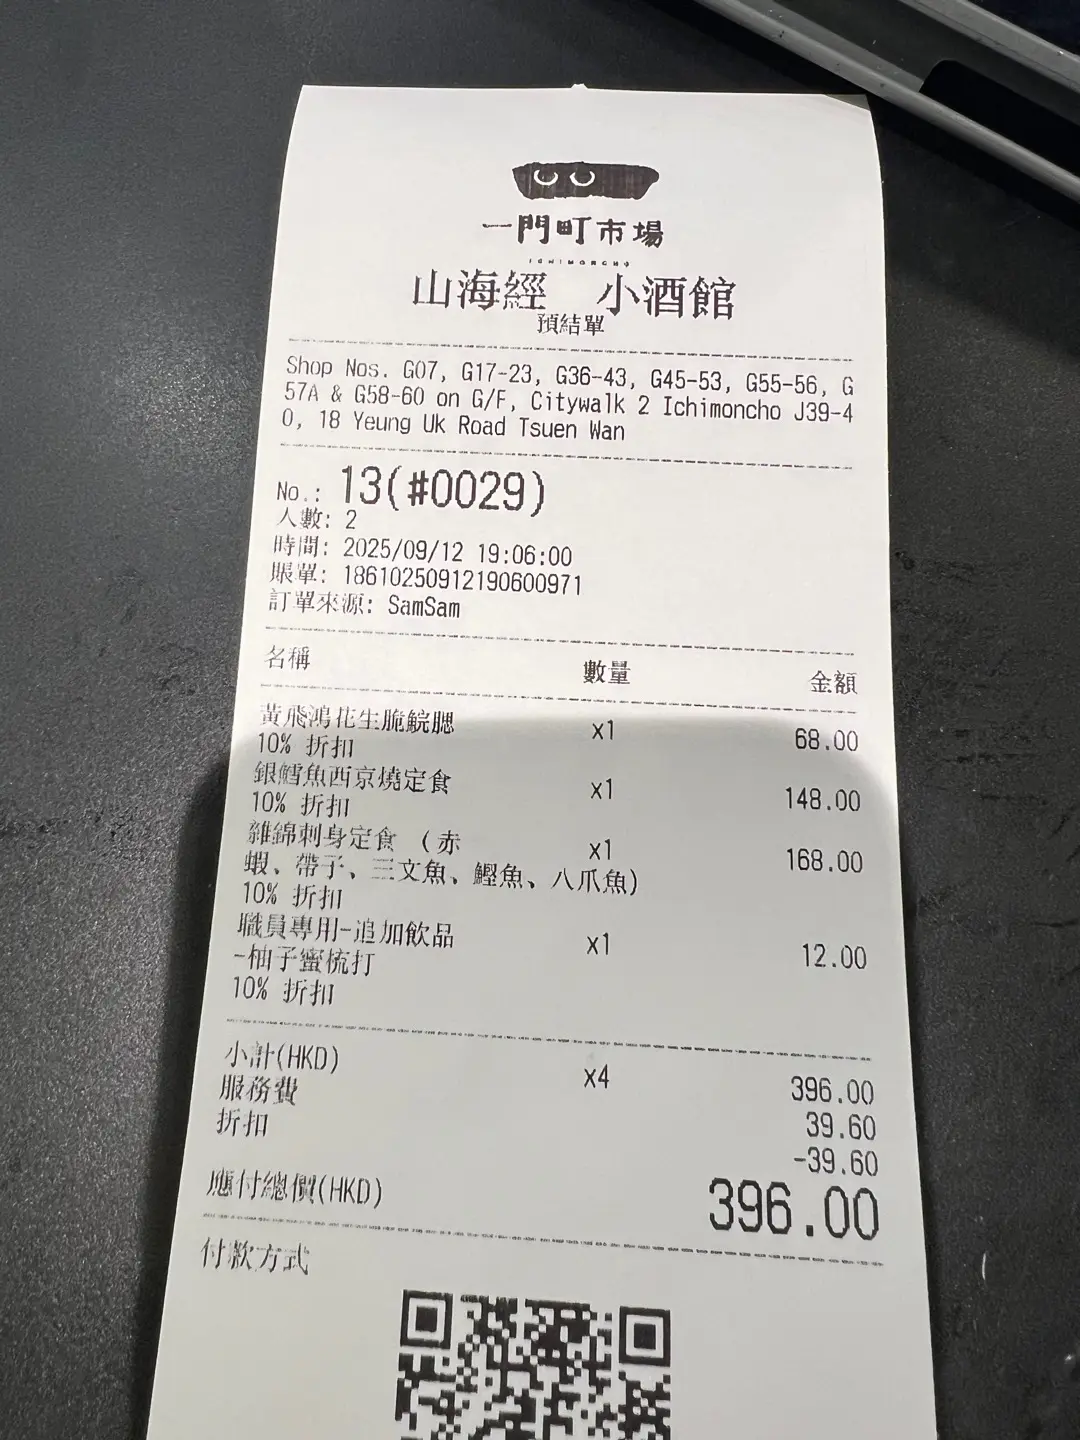 一門町市場
ICHIMONCHO
山海經 小酒館
預結單
Shop Nos. G07, G17-23, G36-43, G45-53, G55-56, G
57A & G58-60 on G/F, Citywalk 2 Ichimoncho J39-4
0, 18 Yeung Uk Road Tsuen Wan
No.: 13(#0029)
人數: 2
時間: 2025/09/12 19:06:00
賬單: 18610250912190600971
訂單來源: SamSam
名稱 數量 金額
黃飛鴻花生脆鯇腮 x1 68.00
10% 折扣
銀鱈魚西京燒定食 x1 148.00
10% 折扣
雜錦刺身定食 （赤 x1 168.00
蝦、帶子、三文魚、鰹魚、八爪魚)
10% 折扣
職員專用-追加飲品 x1 12.00
-柚子蜜梳打
10% 折扣
小計(HKD) x4 396.00
服務費 39.60
折扣 -39.60
應付總價(HKD) 396.00
付款方式